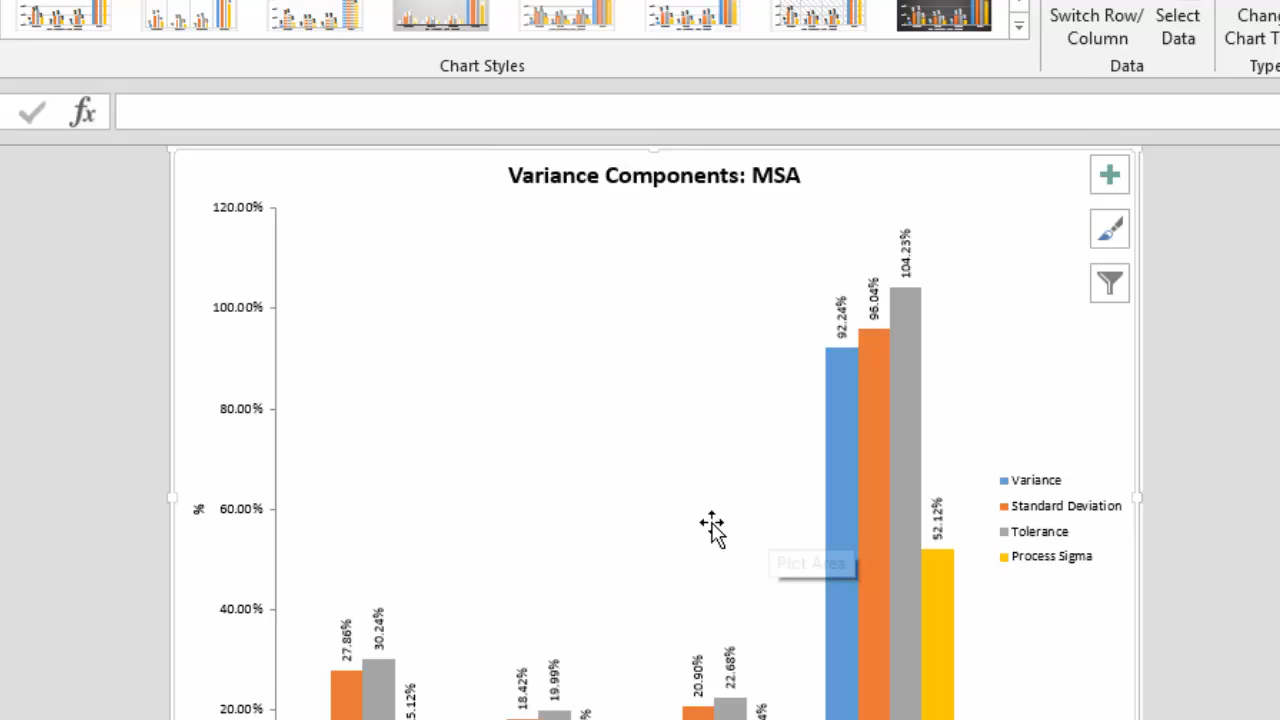 Switch Row/ Select
Column Data
Chart Styles
Data
fx
Variance Components: MSA
120.00%
104.23%
96.04%
92.24%
100.00%
80.00%
Variance
Standard Deviation
Tolerance
Process Sigma
%
60.00%
52.12%
Plot Area
40.00%
27.86%
30.24%
18.42%
19.99%
20.90%
22.68%
20.00%